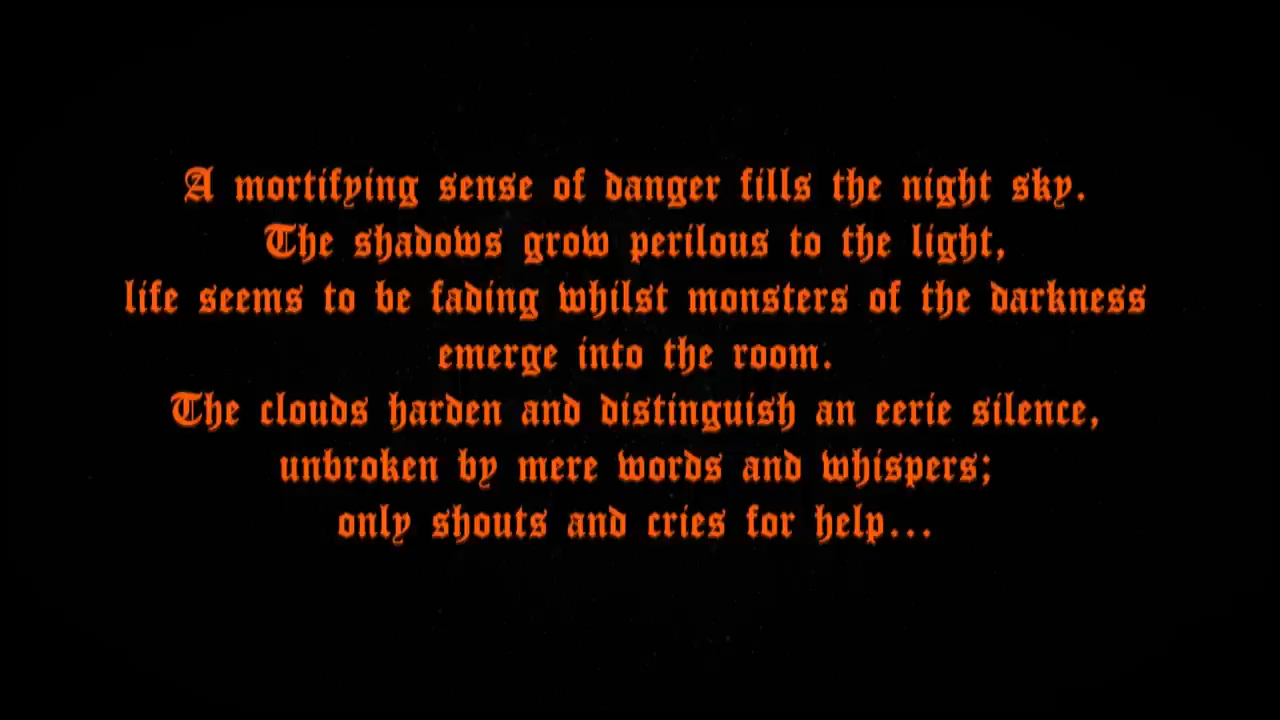 A mortifying sense of danger fills the night sky.
The shadows grow perilous to the light,
life seems to be fading whilst monsters of the darkness
emerge into the room.
The clouds harden and distinguish an eerie silence,
unbroken by mere words and whispers;
only shouts and cries for help...